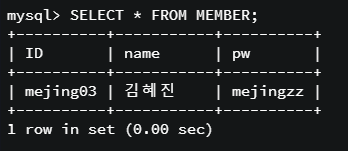 mysql> SELECT * FROM MEMBER;
+----------+-----------+----------+
| ID       | name      | pw       |
+----------+-----------+----------+
| mejing03 | 김혜진    | mejingzz |
+----------+-----------+----------+
1 row in set (0.00 sec)